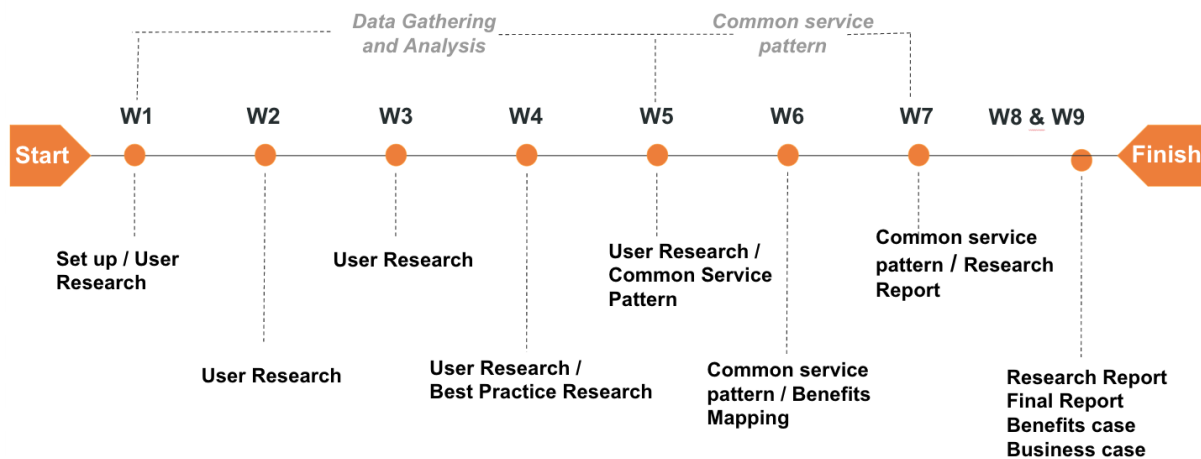 Data Gathering
and Analysis
Common service
pattern
W1
W2
W3
W4
W5
W6
W7
W8 & W9
Start
Finish
Set up / User
Research
User Research
User Research
User Research /
Best Practice Research
User Research /
Common Service
Pattern
Common service
pattern / Benefits
Mapping
Common service
pattern / Research
Report
Research Report
Final Report
Benefits case
Business case